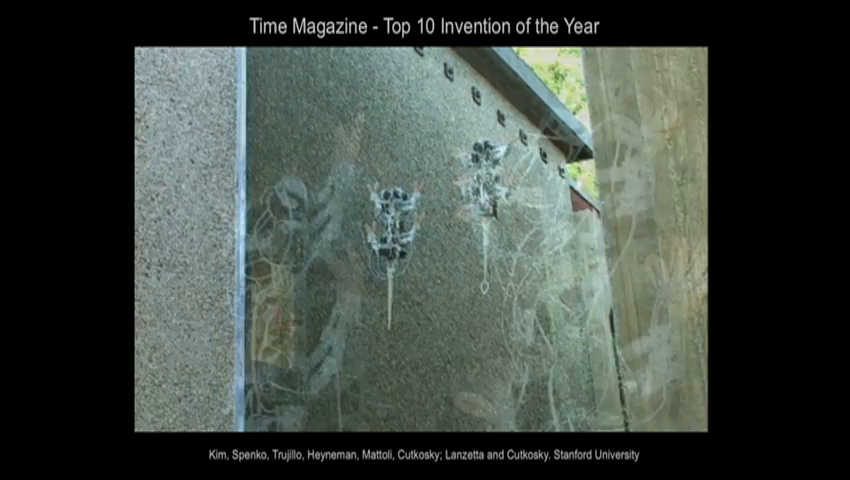 Time Magazine - Top 10 Invention of the Year
Kim, Spenko, Trujillo, Heyneman, Mattoli, Cutkosky; Lanzetta and Cutkosky. Stanford University